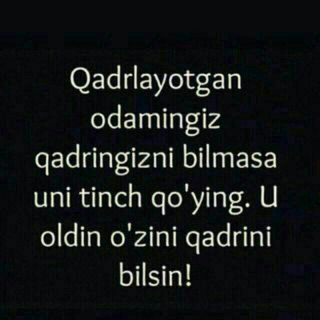 Qadrlayotgan
odamingiz
qadringizni bilmasa
uni tinch qo'ying. U
oldin o'zini qadrini
bilsin!